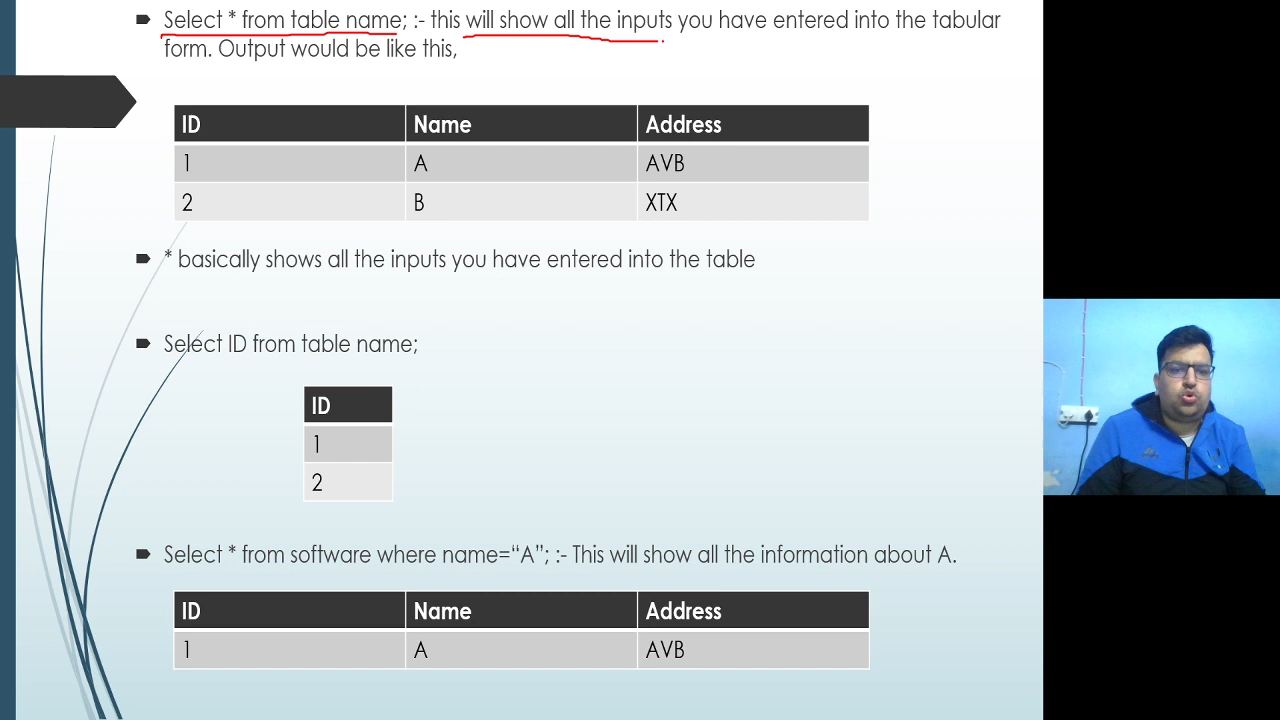 Select * from table name; :- this will show all the inputs you have entered into the tabular
form. Output would be like this,
ID Name Address
1 A AVB
2 B XTX
* basically shows all the inputs you have entered into the table
Select ID from table name;
ID
1
2
Select * from software where name=“A”; :- This will show all the information about A.
ID Name Address
1 A AVB